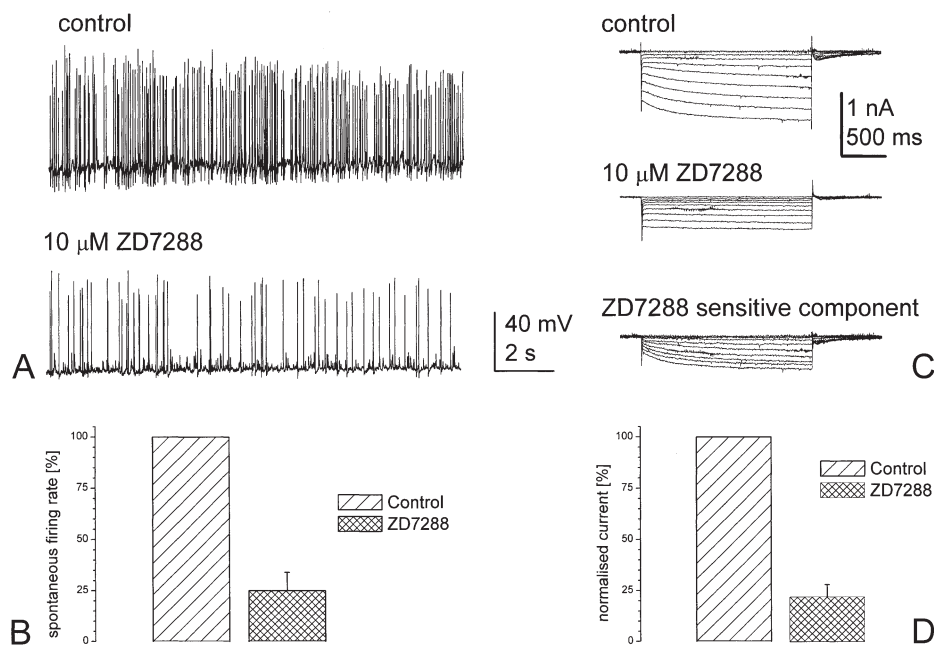 control
10 μM ZD7288
40 mV
2 s
A
control
1 nA
500 ms
10 μM ZD7288
ZD7288 sensitive component
C
spontaneous firing rate [%]
100
75
50
25
0
Control
ZD7288
B
normalised current [%]
100
75
50
25
0
Control
ZD7288
D